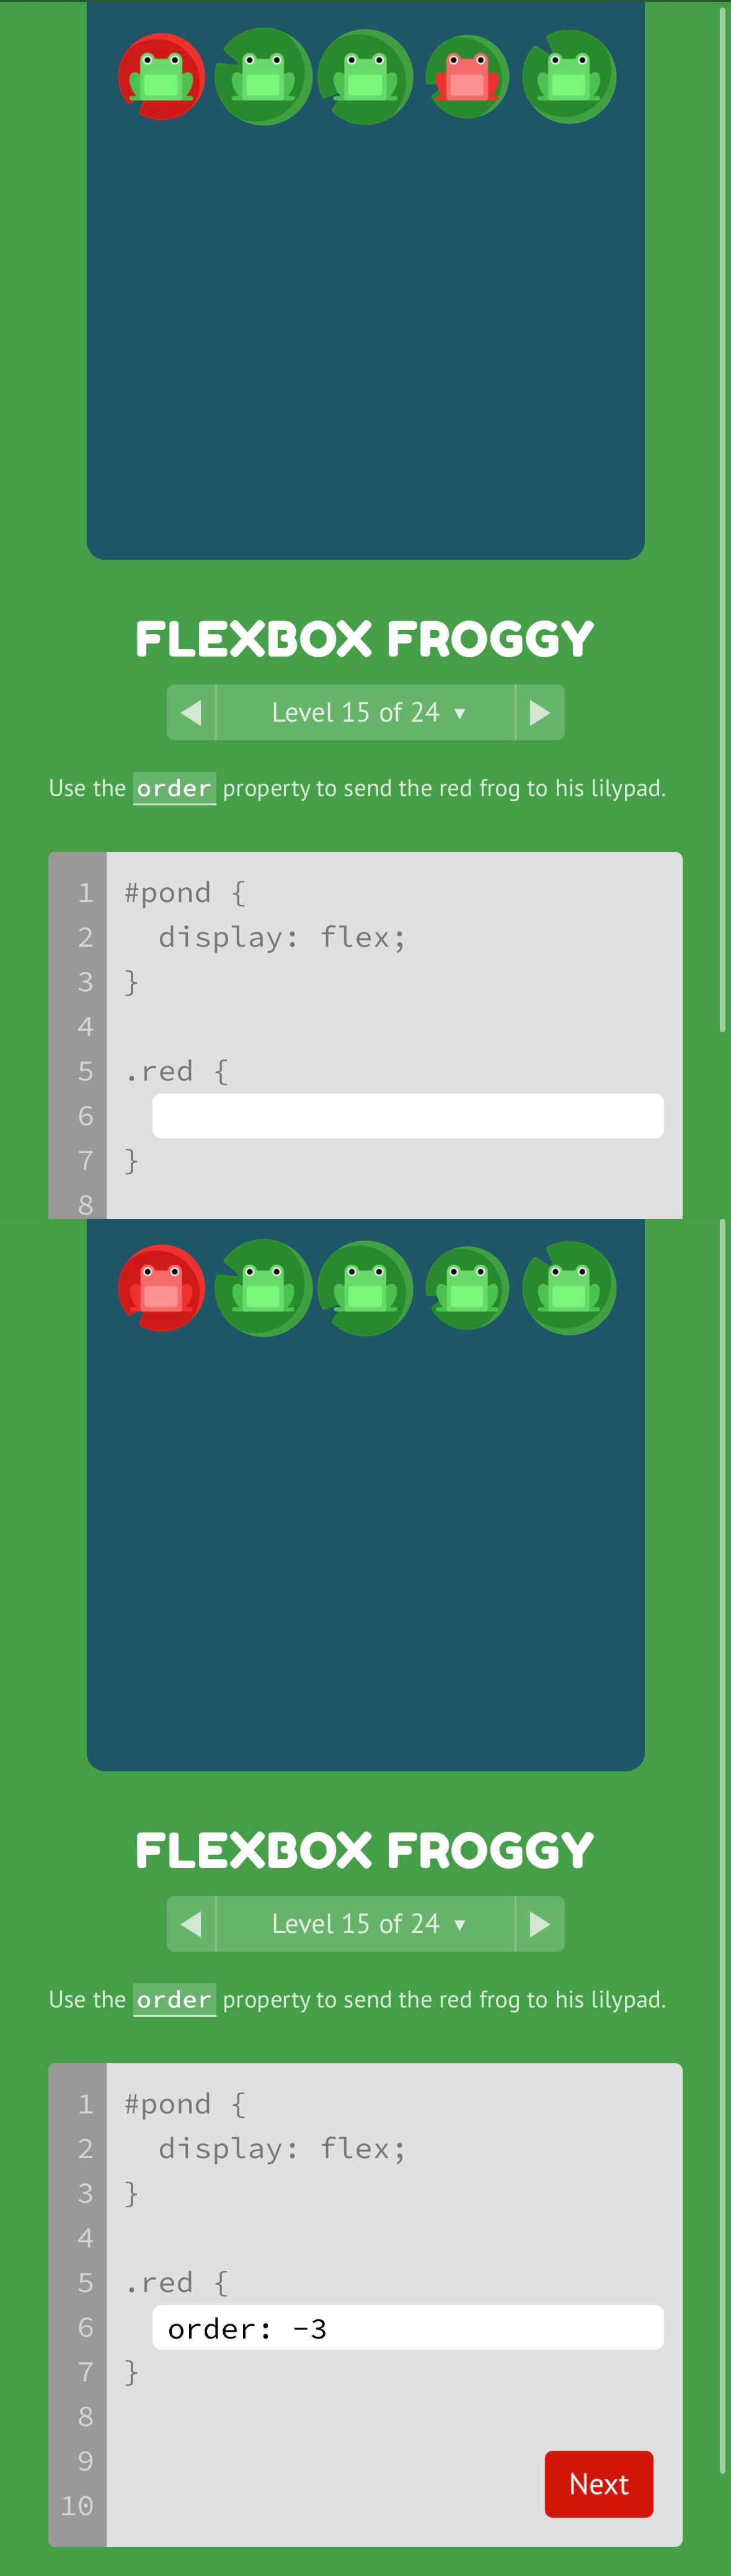 FLEXBOX FROGGY
Level 15 of 24 ▼
Use the order property to send the red frog to his lilypad.
1 #pond {
2   display: flex;
3 }
4
5 .red {
6
7 }
8
FLEXBOX FROGGY
Level 15 of 24 ▼
Use the order property to send the red frog to his lilypad.
1 #pond {
2   display: flex;
3 }
4
5 .red {
6   order: -3
7 }
8
9
Next
10